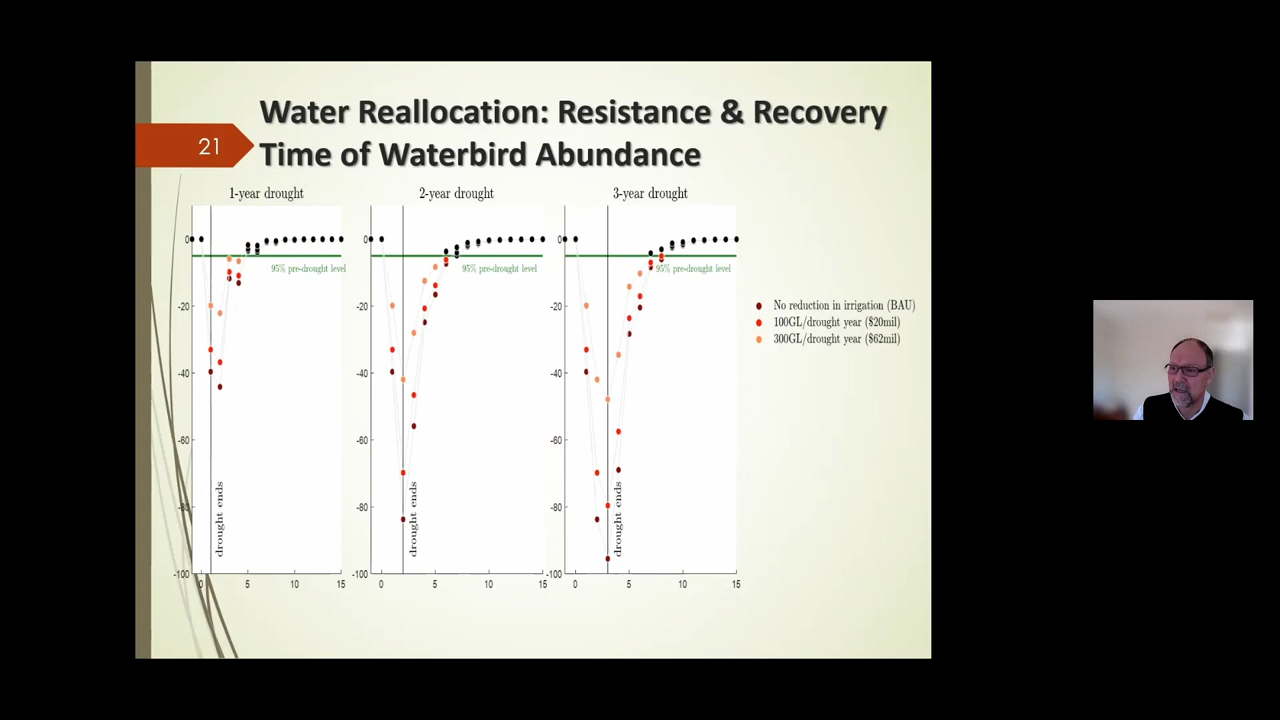 21
Water Reallocation: Resistance & Recovery
Time of Waterbird Abundance
1-year drought
0
-20
-40
-60
-80
-100
95% pre-drought level
drought ends
0 5 10 15
2-year drought
0
-20
-40
-60
-80
-100
95% pre-drought level
drought ends
0 5 10 15
3-year drought
0
-20
-40
-60
-80
-100
95% pre-drought level
drought ends
0 5 10 15
No reduction in irrigation (BAU)
100GL/drought year ($20mil)
300GL/drought year ($62mil)